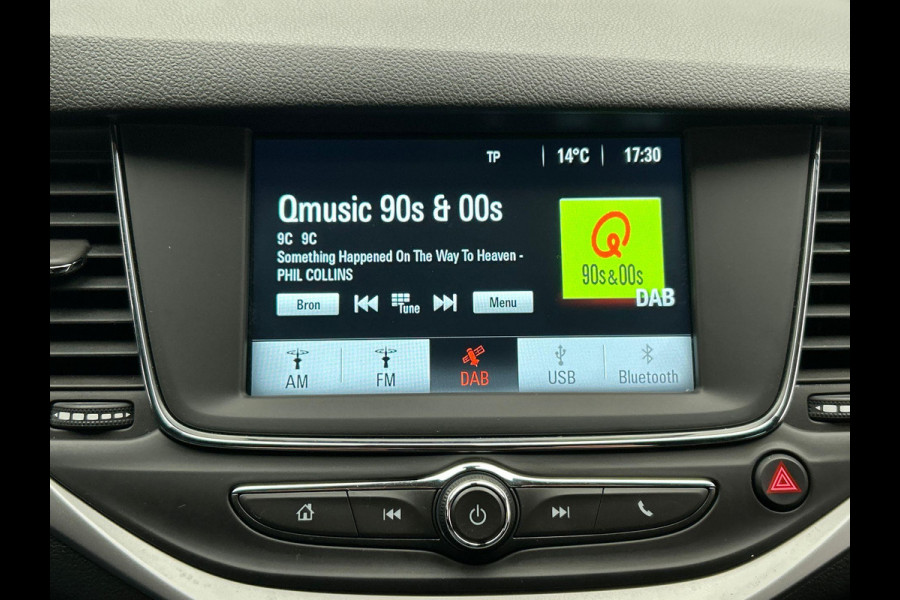 TP | 14°C | 17:30
Qmusic 90s & 00s
9C 9C
Something Happened On The Way To Heaven -
PHIL COLLINS
90s&00s
DAB
Bron Tune Menu
AM FM DAB USB Bluetooth